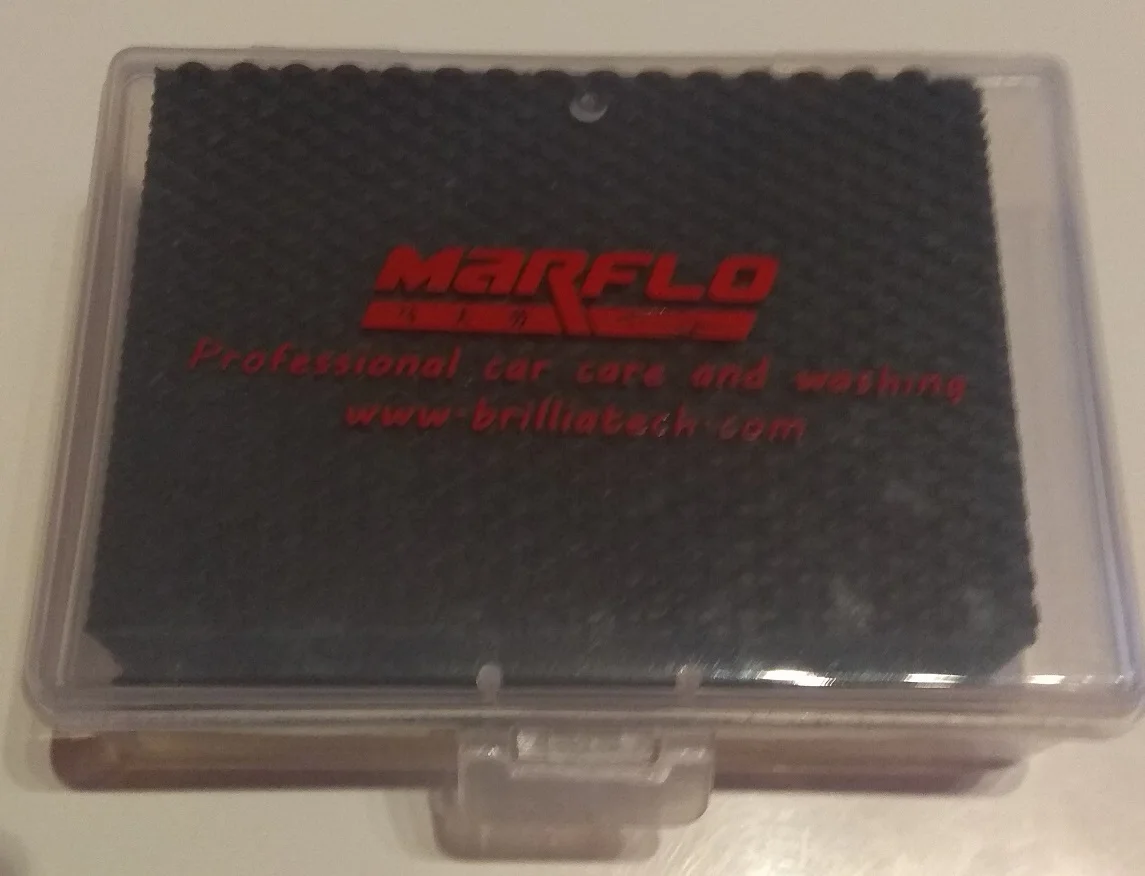 MARFLO
Professional car care and washing
www.brilliatech.com